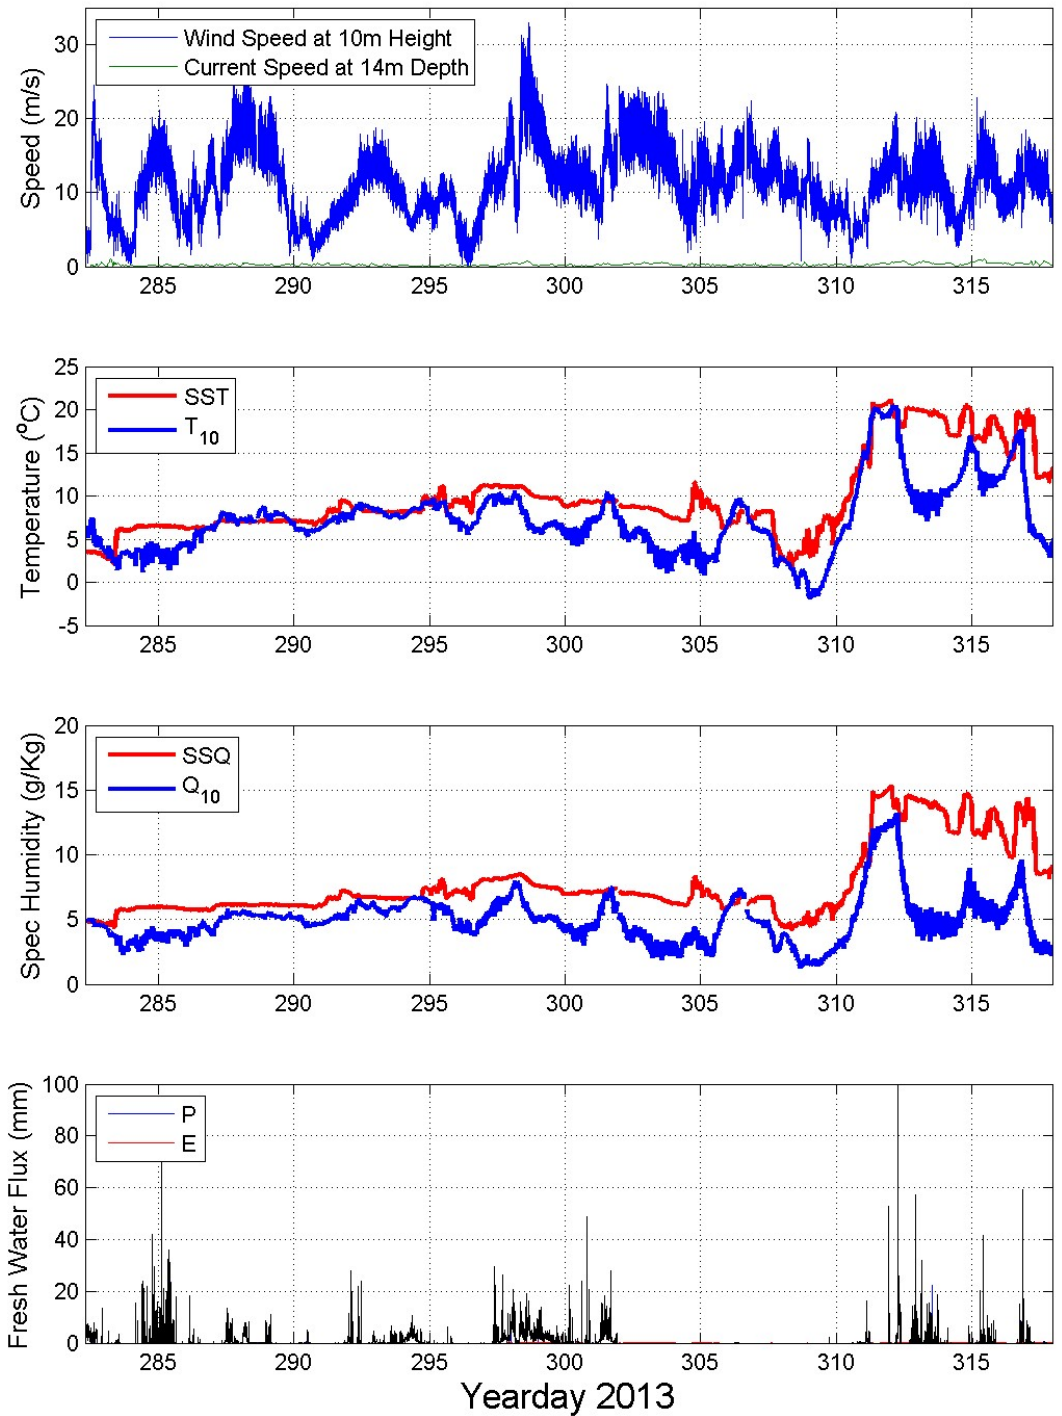 Speed (m/s)
30
20
10
0
Wind Speed at 10m Height
Current Speed at 14m Depth
285 290 295 300 305 310 315
Temperature (°C)
25
20
15
10
5
0
-5
SST
T10
285 290 295 300 305 310 315
Spec Humidity (g/Kg)
20
15
10
5
0
SSQ
Q10
285 290 295 300 305 310 315
Fresh Water Flux (mm)
100
80
60
40
20
0
P
E
285 290 295 300 305 310 315
Yearday 2013